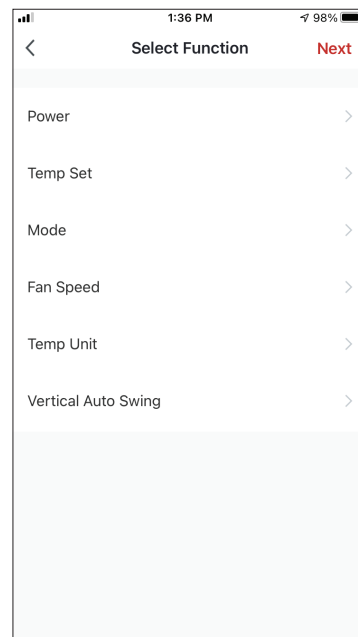 1:36 PM 98%
Select Function Next
Power
Temp Set
Mode
Fan Speed
Temp Unit
Vertical Auto Swing